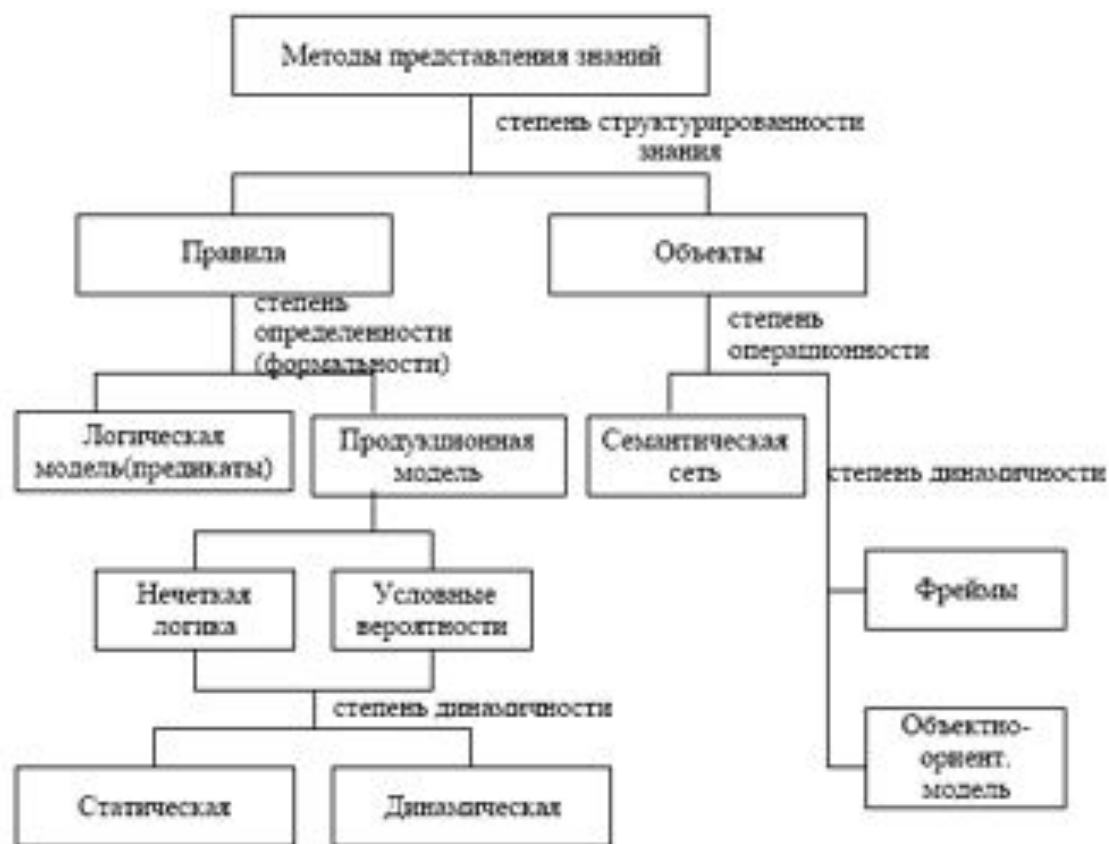 Методы представления знаний
степень структурированности
знания
Правила
Объекты
степень
определенности
(формальности)
степень
операционности
Логическая
модель(предикаты)
Продукционная
модель
Семантическая
сеть
степень динамичности
Нечеткая
логика
Условные
вероятности
Фреймы
степень динамичности
Объектно-
ориент.
модель
Статическая
Динамическая